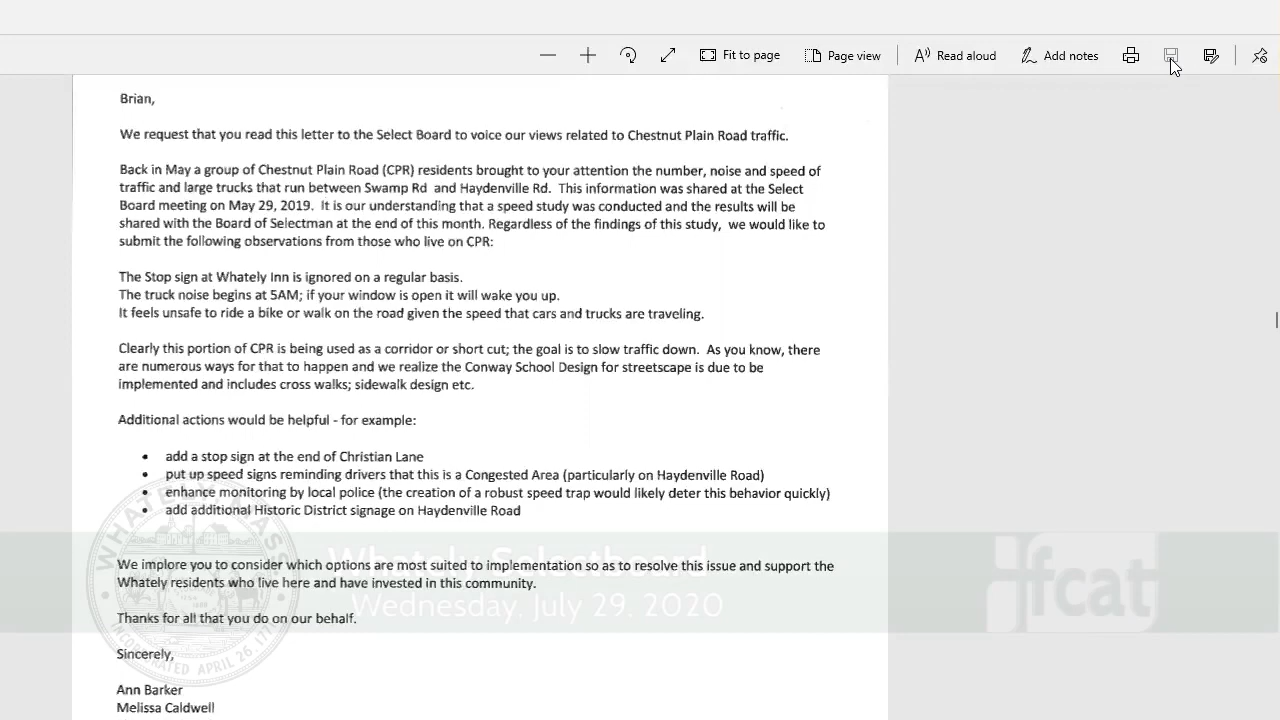 Fit to page
Page view
Read aloud
Add notes
Brian,
We request that you read this letter to the Select Board to voice our views related to Chestnut Plain Road traffic.
Back in May a group of Chestnut Plain Road (CPR) residents brought to your attention the number, noise and speed of
traffic and large trucks that run between Swamp Rd and Haydenville Rd. This information was shared at the Select
Board meeting on May 29, 2019. It is our understanding that a speed study was conducted and the results will be
shared with the Board of Selectman at the end of this month. Regardless of the findings of this study, we would like to
submit the following observations from those who live on CPR:
The Stop sign at Whately Inn is ignored on a regular basis.
The truck noise begins at 5AM; if your window is open it will wake you up.
It feels unsafe to ride a bike or walk on the road given the speed that cars and trucks are traveling.
Clearly this portion of CPR is being used as a corridor or short cut; the goal is to slow traffic down. As you know, there
are numerous ways for that to happen and we realize the Conway School Design for streetscape is due to be
implemented and includes cross walks; sidewalk design etc.
Additional actions would be helpful - for example:
• add a stop sign at the end of Christian Lane
• put up speed signs reminding drivers that this is a Congested Area (particularly on Haydenville Road)
• enhance monitoring by local police (the creation of a robust speed trap would likely deter this behavior quickly)
• add additional Historic District signage on Haydenville Road
Whately Selectboard
We implore you to consider which options are most suited to implementation so as to resolve this issue and support the
Whately residents who live here and have invested in this community.
Wednesday, July 29, 2020
fcat
WHATELY, MASS
INCORPORATED APRIL 26, 1771
Thanks for all that you do on our behalf.
Sincerely,
Ann Barker
Melissa Caldwell